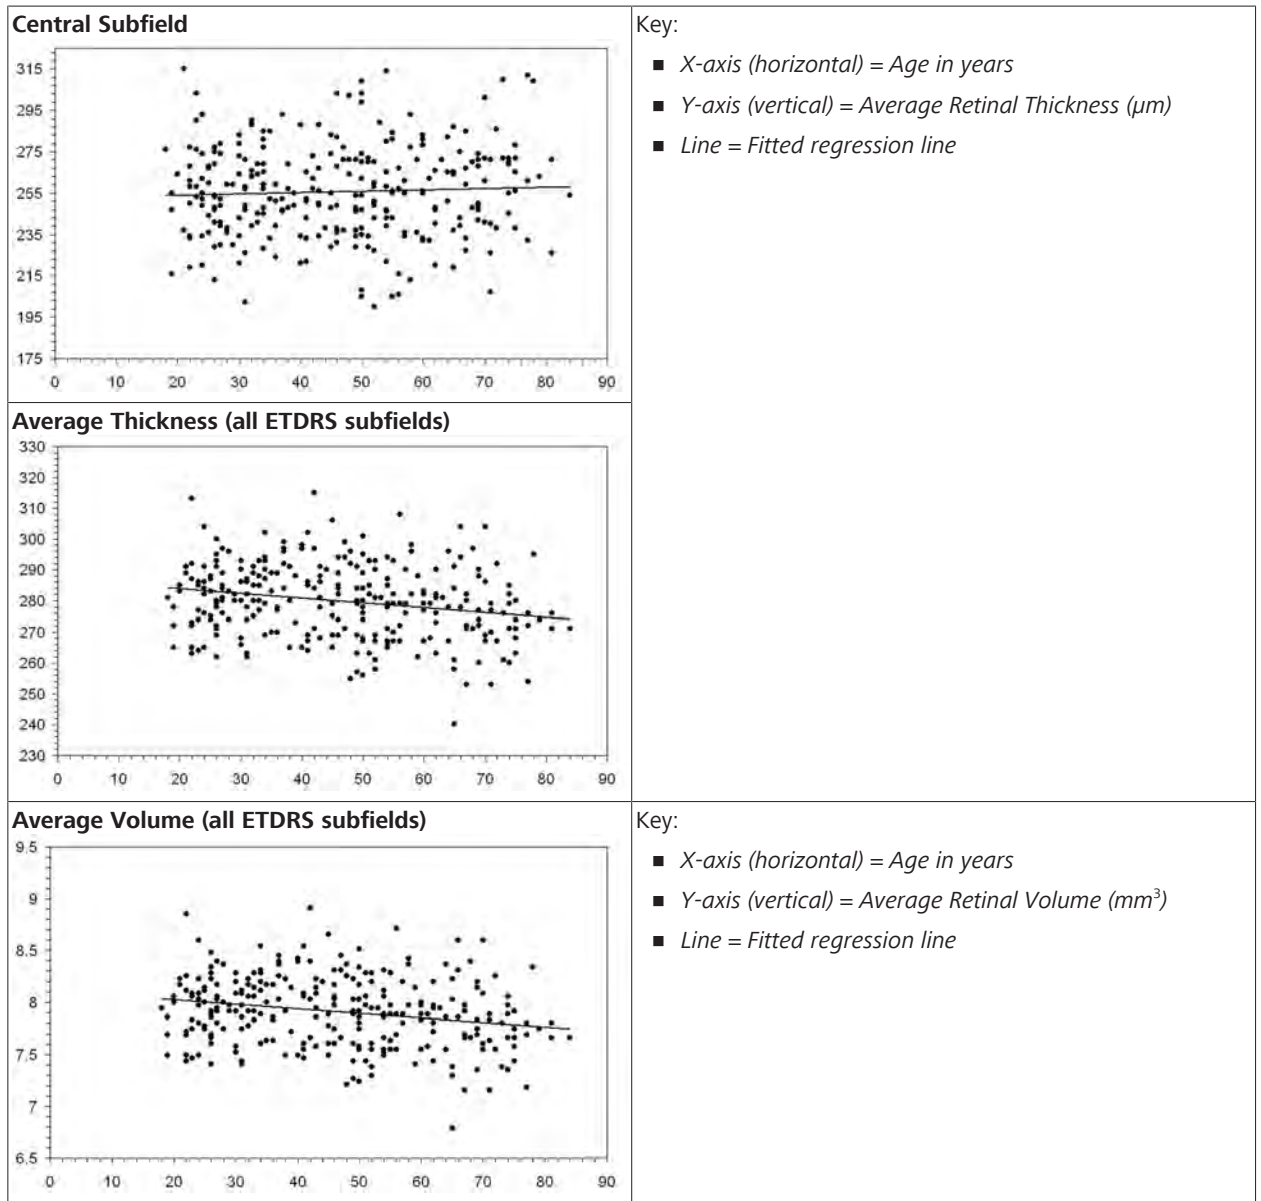 Central Subfield
315
295
275
255
235
215
195
175
0 10 20 30 40 50 60 70 80 90
Key:
■ X-axis (horizontal) = Age in years
■ Y-axis (vertical) = Average Retinal Thickness (µm)
■ Line = Fitted regression line
Average Thickness (all ETDRS subfields)
330
320
310
300
290
280
270
260
250
240
230
0 10 20 30 40 50 60 70 80 90
Average Volume (all ETDRS subfields)
9.5
9
8.5
8
7.5
7
6.5
0 10 20 30 40 50 60 70 80 90
Key:
■ X-axis (horizontal) = Age in years
■ Y-axis (vertical) = Average Retinal Volume (mm³)
■ Line = Fitted regression line